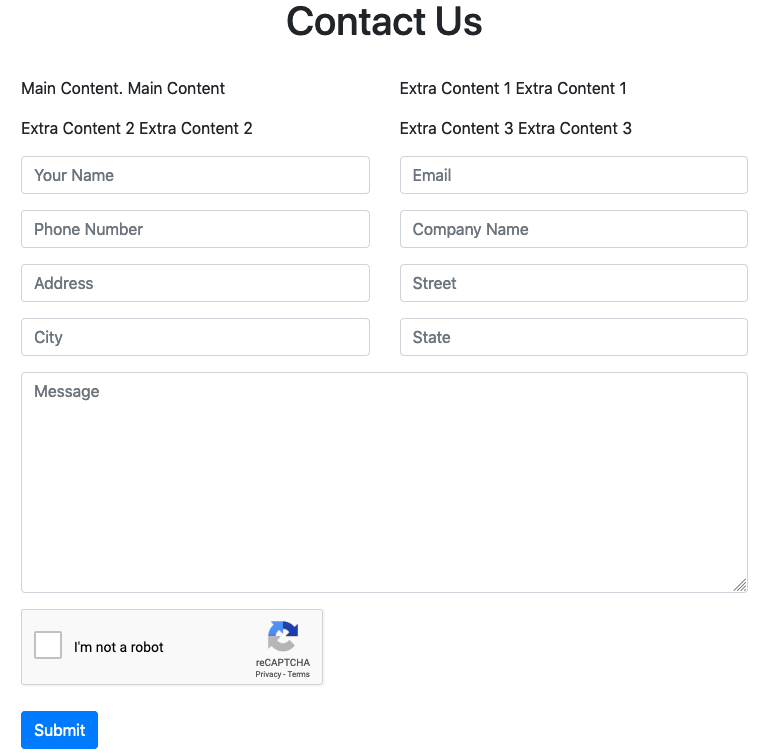 Contact Us
Main Content. Main Content
Extra Content 1 Extra Content 1
Extra Content 2 Extra Content 2
Extra Content 3 Extra Content 3
Your Name
Email
Phone Number
Company Name
Address
Street
City
State
Message
I'm not a robot
reCAPTCHA
Privacy - Terms
Submit